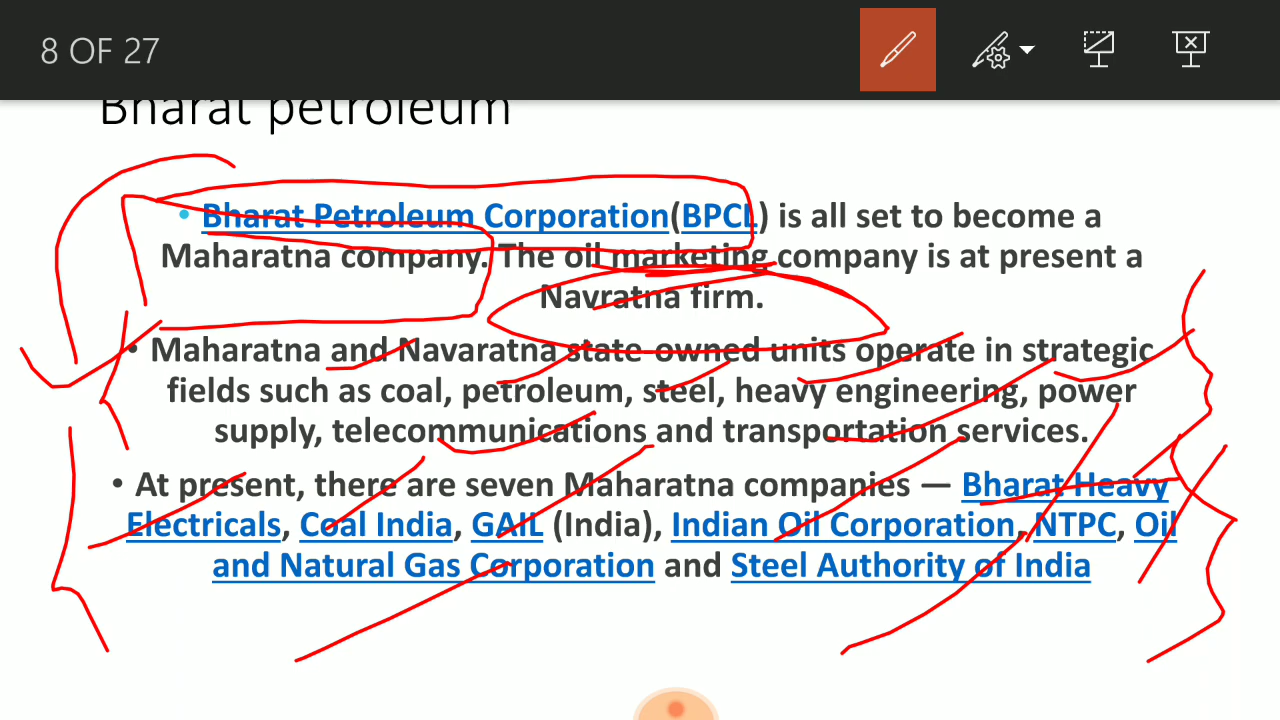 8 OF 27
Bharat petroleum
• Bharat Petroleum Corporation(BPCL) is all set to become a
Maharatna company. The oil marketing company is at present a
Navratna firm.
• Maharatna and Navaratna state-owned units operate in strategic
fields such as coal, petroleum, steel, heavy engineering, power
supply, telecommunications and transportation services.
• At present, there are seven Maharatna companies — Bharat Heavy
Electricals, Coal India, GAIL (India), Indian Oil Corporation, NTPC, Oil
and Natural Gas Corporation and Steel Authority of India